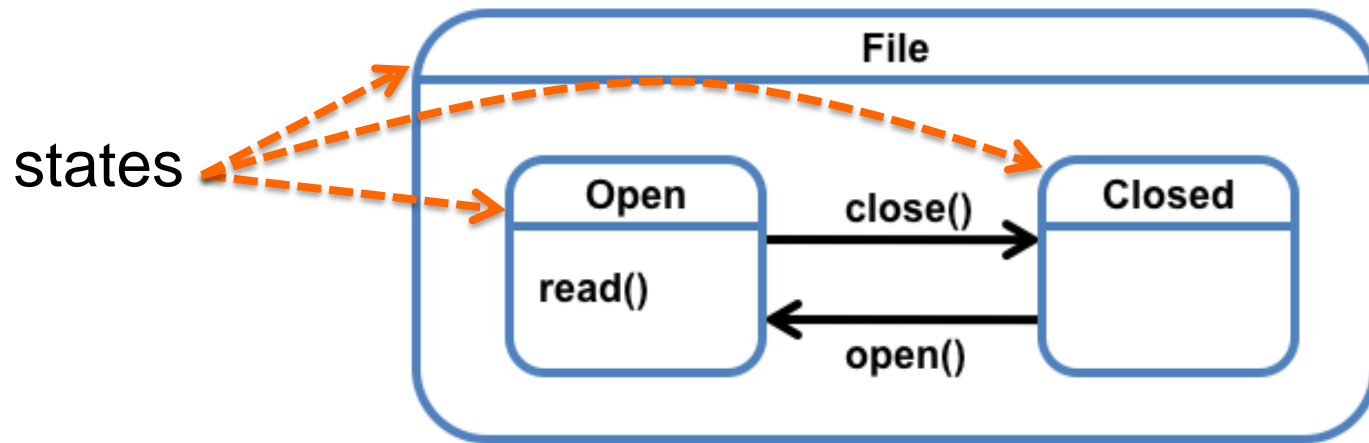 File
states
Open
close()
Closed
read()
open()